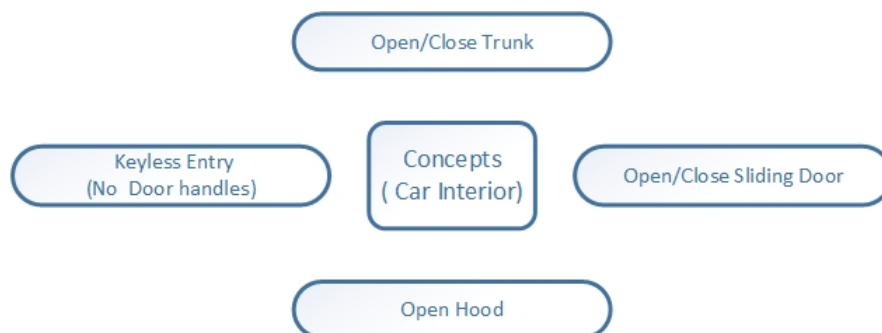 Open/Close Trunk
Keyless Entry
(No Door handles)
Concepts
( Car Interior)
Open/Close Sliding Door
Open Hood